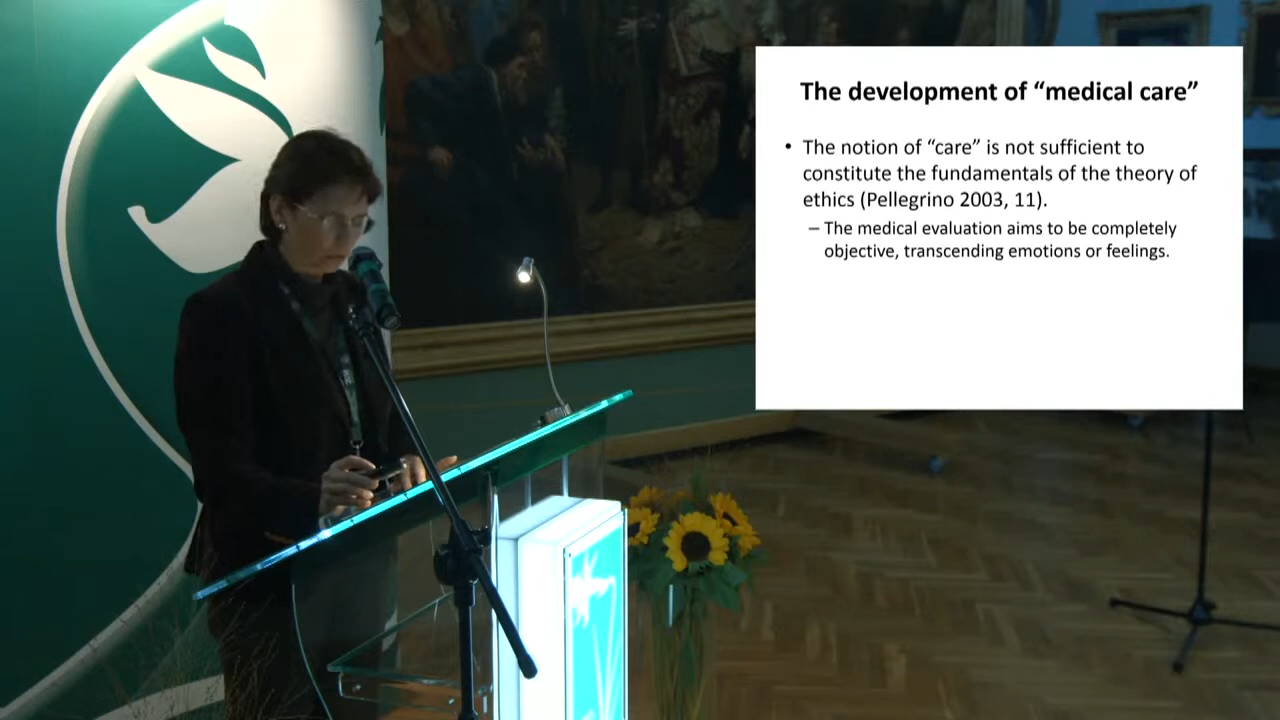 The development of “medical care”
• The notion of “care” is not sufficient to
constitute the fundamentals of the theory of
ethics (Pellegrino 2003, 11).
– The medical evaluation aims to be completely
objective, transcending emotions or feelings.